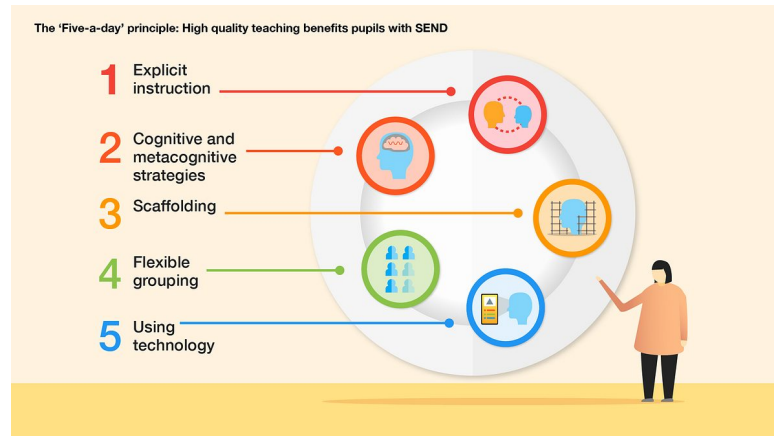 The ‘Five-a-day’ principle: High quality teaching benefits pupils with SEND
1 Explicit
instruction
2 Cognitive and
metacognitive
strategies
3 Scaffolding
4 Flexible
grouping
5 Using
technology